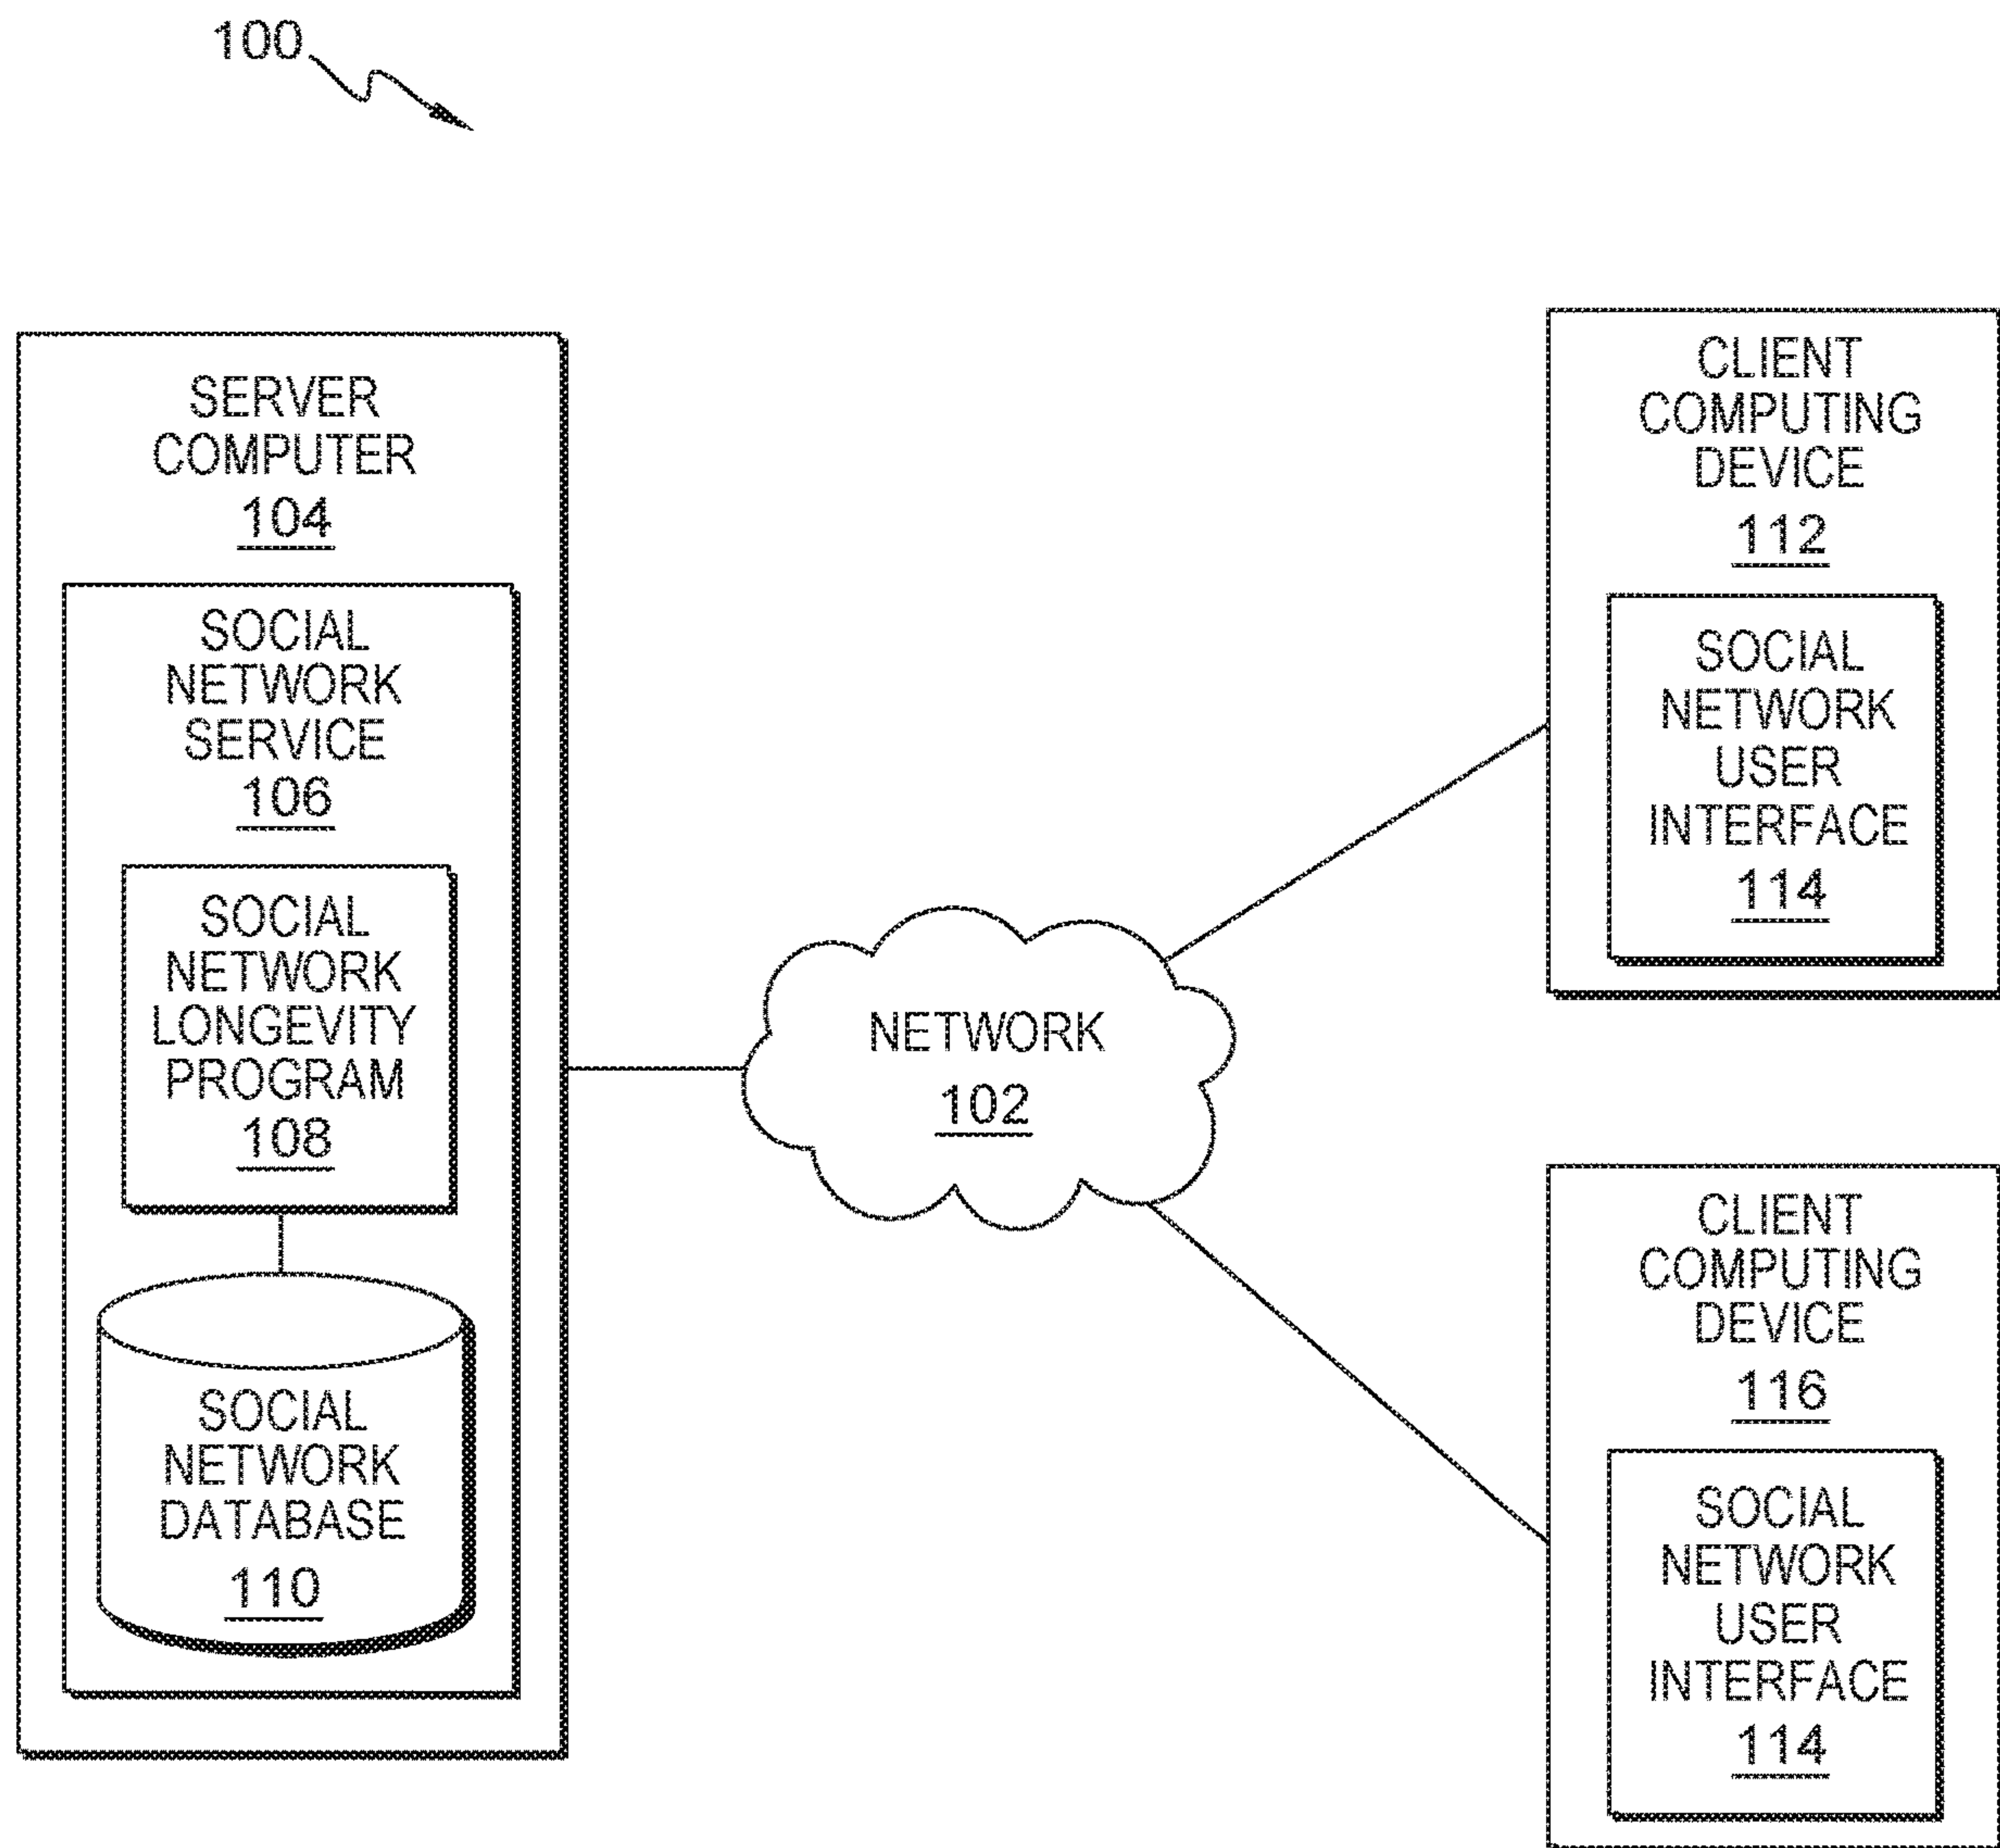 100
SERVER
COMPUTER
104
SOCIAL
NETWORK
SERVICE
106
SOCIAL
NETWORK
LONGEVITY
PROGRAM
108
SOCIAL
NETWORK
DATABASE
110
NETWORK
102
CLIENT
COMPUTING
DEVICE
112
SOCIAL
NETWORK
USER
INTERFACE
114
CLIENT
COMPUTING
DEVICE
116
SOCIAL
NETWORK
USER
INTERFACE
114